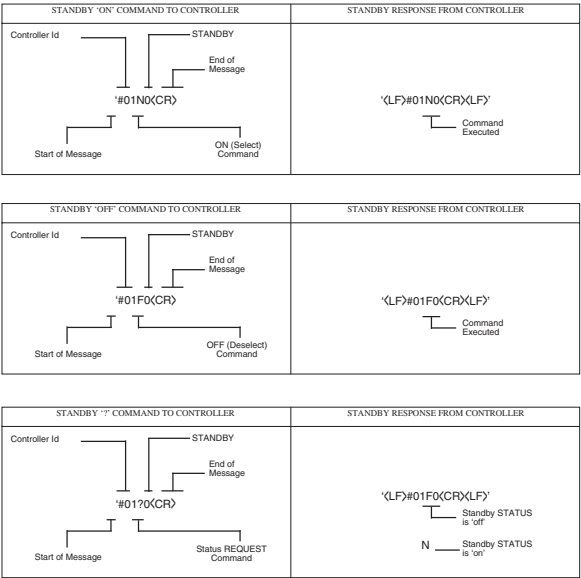 STANDBY 'ON' COMMAND TO CONTROLLER
STANDBY RESPONSE FROM CONTROLLER
Controller Id
STANDBY
End of
Message
'#01N0〈CR〉
Start of Message
ON (Select)
Command
'〈LF〉#01N0〈CR〉〈LF〉'
Command
Executed
STANDBY 'OFF' COMMAND TO CONTROLLER
STANDBY RESPONSE FROM CONTROLLER
Controller Id
STANDBY
End of
Message
'#01F0〈CR〉
Start of Message
OFF (Deselect)
Command
'〈LF〉#01F0〈CR〉〈LF〉'
Command
Executed
STANDBY '?' COMMAND TO CONTROLLER
STANDBY RESPONSE FROM CONTROLLER
Controller Id
STANDBY
End of
Message
'#01?0〈CR〉
Start of Message
Status REQUEST
Command
'〈LF〉#01F0〈CR〉〈LF〉'
Standby STATUS
is 'off'
N
Standby STATUS
is 'on'